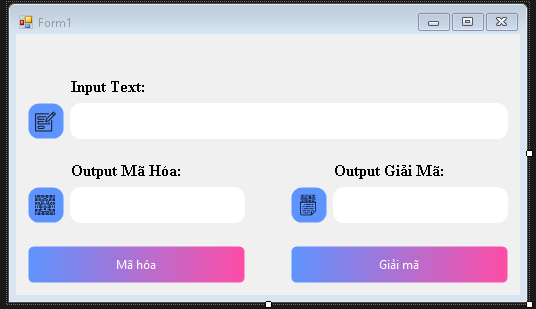 Form1
Input Text:
Output Mã Hóa:
Output Giải Mã:
Mã hóa
Giải mã